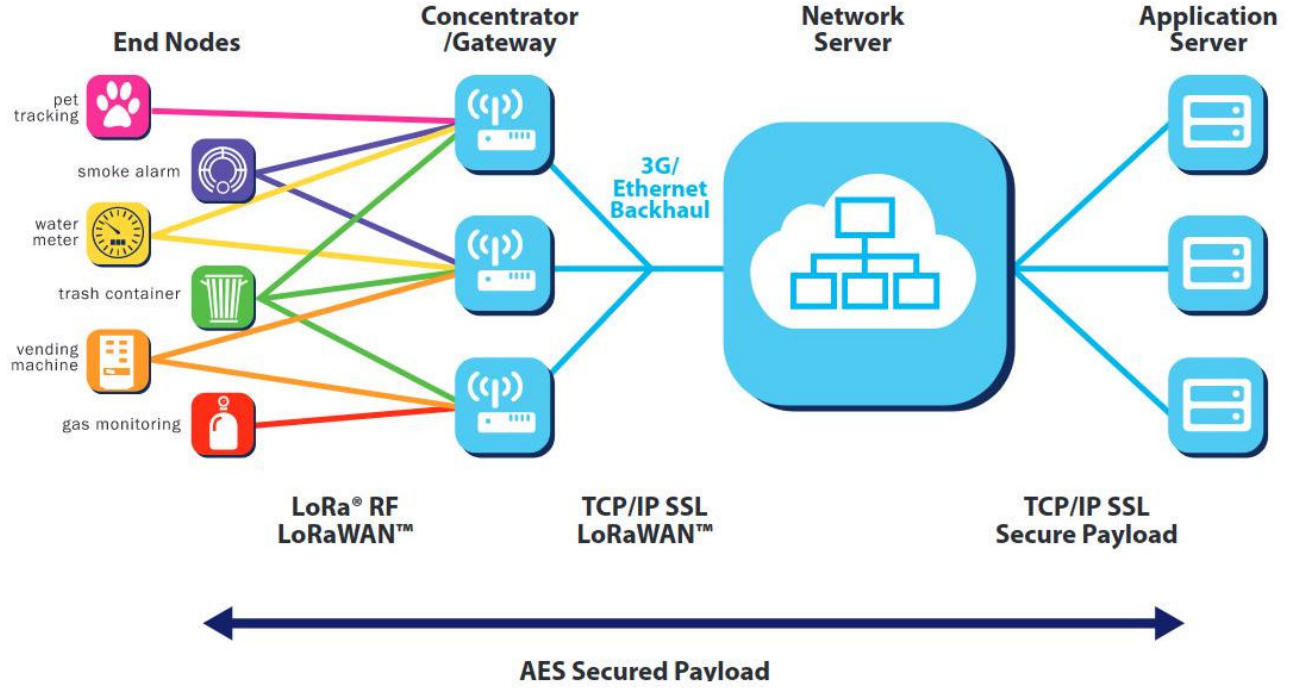 End Nodes
Concentrator
/Gateway
Network
Server
Application
Server
pet
tracking
smoke alarm
water
meter
trash container
vending
machine
gas monitoring
3G/
Ethernet
Backhaul
LoRa® RF
LoRaWAN™
TCP/IP SSL
LoRaWAN™
TCP/IP SSL
Secure Payload
AES Secured Payload